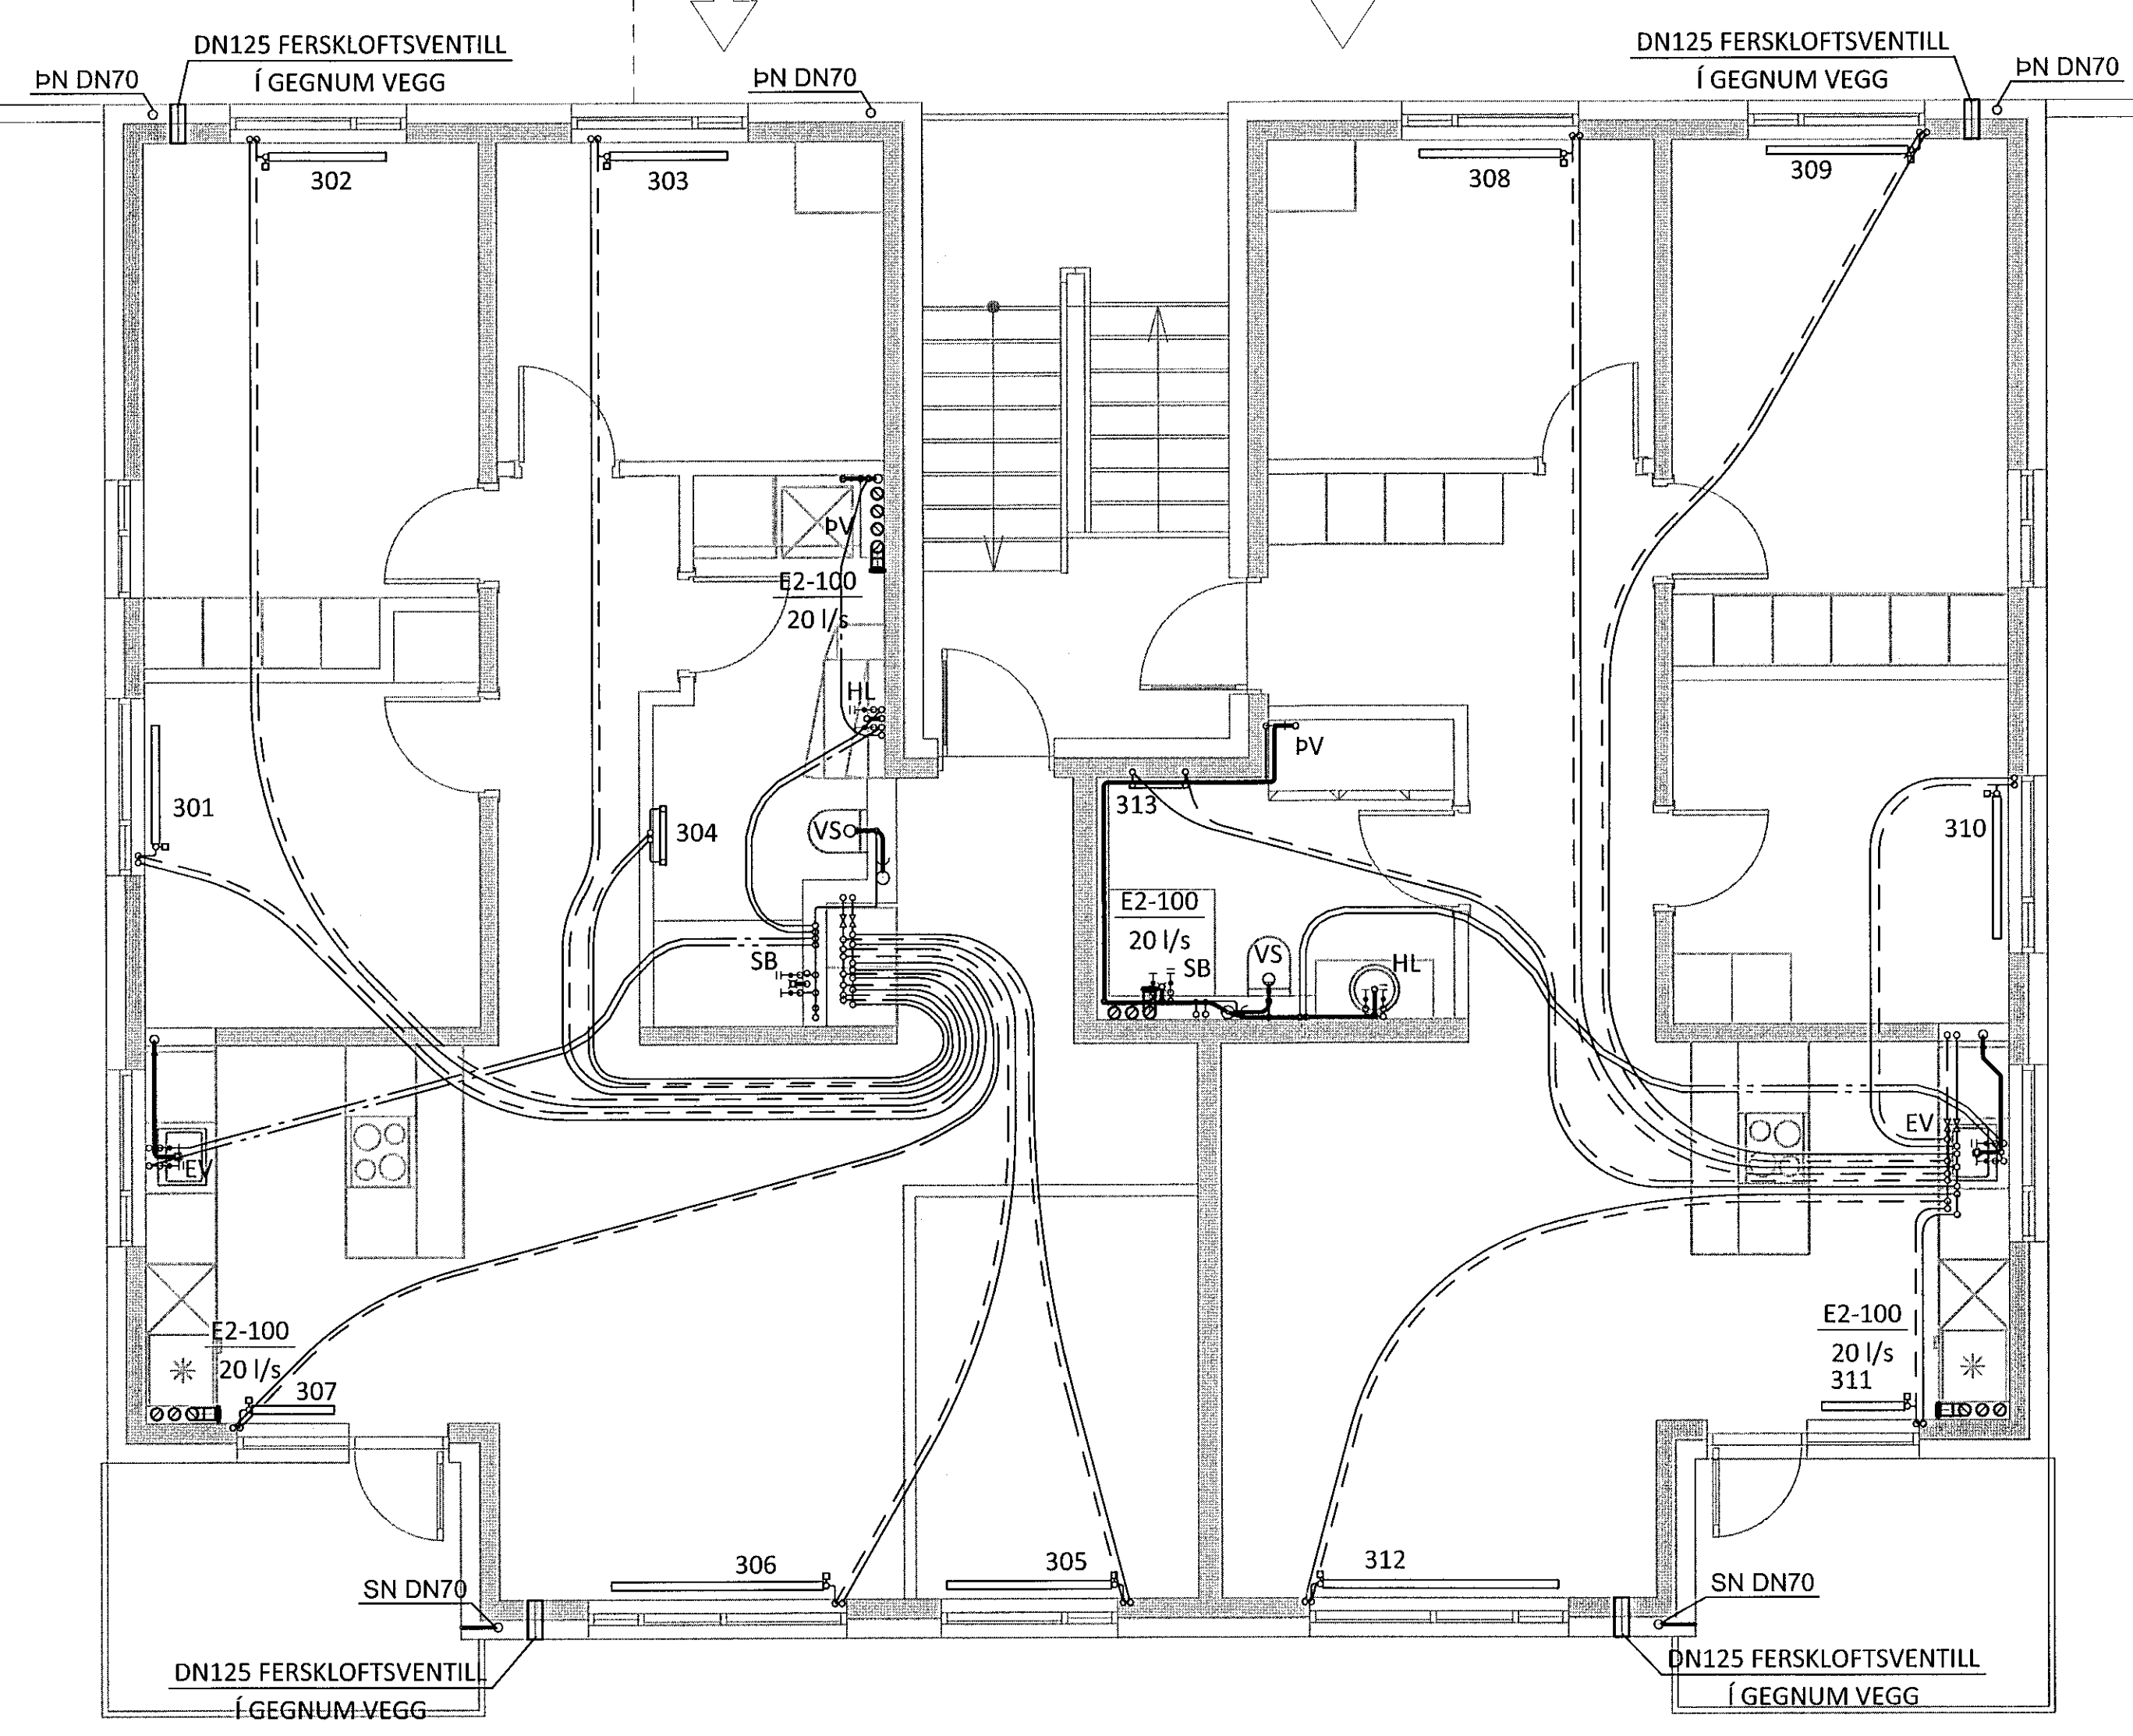 DN125 FERSKLOFTSVENTILL
Í GEGNUM VEGG
ÞN DN70
ÞN DN70
DN125 FERSKLOFTSVENTILL
Í GEGNUM VEGG
ÞN DN70
302
303
308
309
ÞV
E2-100
20 l/s
HL
ÞV
301
304
VS
313
310
E2-100
20 l/s
SB
VS
HL
SB
EV
EV
E2-100
20 l/s
307
E2-100
20 l/s
311
306
305
312
SN DN70
SN DN70
DN125 FERSKLOFTSVENTILL
Í GEGNUM VEGG
DN125 FERSKLOFTSVENTILL
Í GEGNUM VEGG